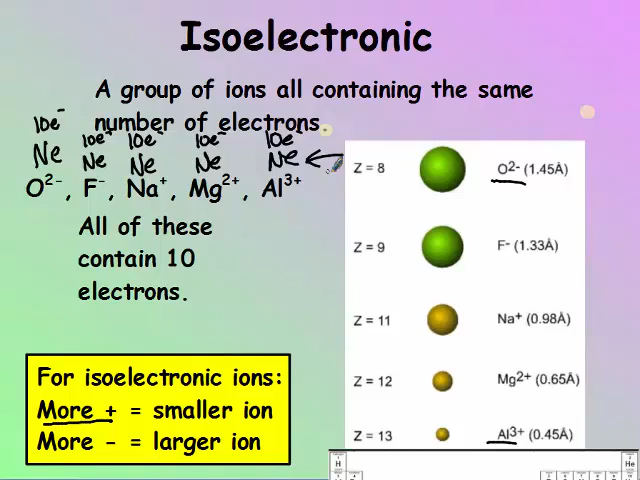 Isoelectronic
A group of ions all containing the same
number of electrons
10e⁻ 10e⁻ 10e⁻ 10e⁻ 10e⁻
Ne Ne Ne Ne Ne
O²⁻, F⁻, Na⁺, Mg²⁺, Al³⁺
All of these
contain 10
electrons.
For isoelectronic ions:
More + = smaller ion
More - = larger ion
Z = 8 O²⁻ (1.45Å)
Z = 9 F⁻ (1.33Å)
Z = 11 Na⁺ (0.98Å)
Z = 12 Mg²⁺ (0.65Å)
Z = 13 Al³⁺ (0.45Å)
H He